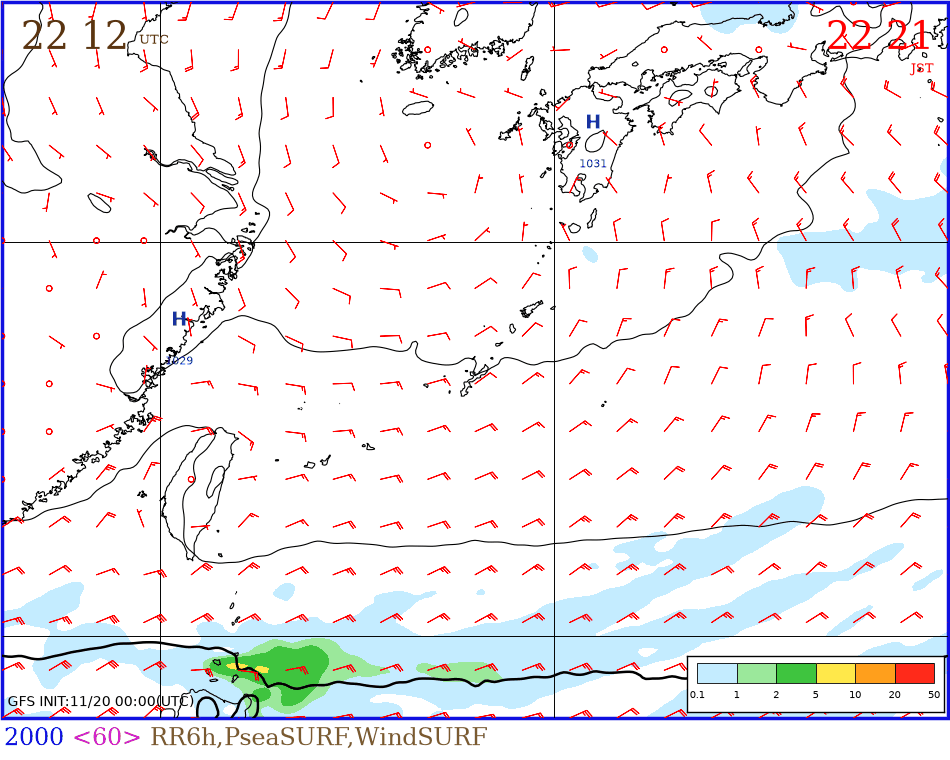 22 12 UTC
22 21 JST
H
1031
H
1029
GFS INIT:11/20 00:00(UTC)
0.1 1 2 5 10 20 50
2000 <60> RR6h,PseaSURF,WindSURF